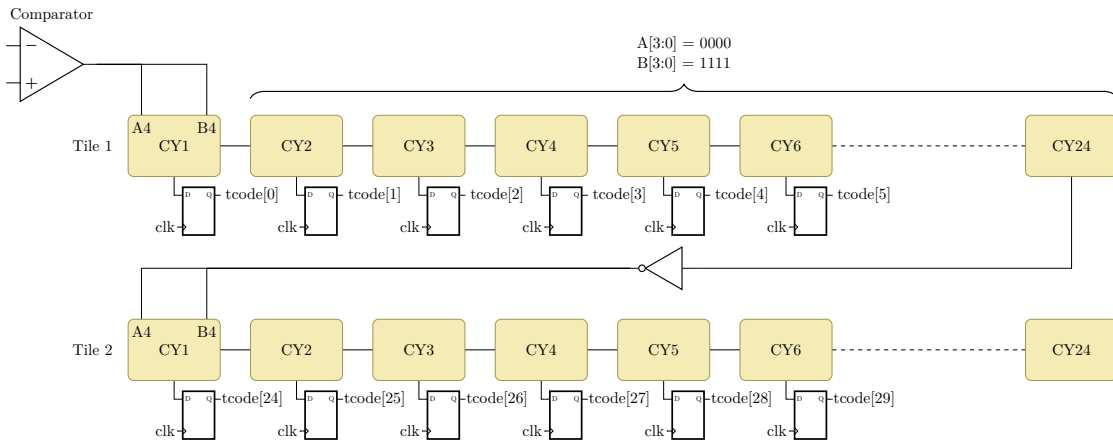 Comparator
A[3:0] = 0000
B[3:0] = 1111
−
+
A4 B4
Tile 1 CY1 CY2 CY3 CY4 CY5 CY6 CY24
D Q tcode[0] D Q tcode[1] D Q tcode[2] D Q tcode[3] D Q tcode[4] D Q tcode[5]
clk clk clk clk clk clk
A4 B4
Tile 2 CY1 CY2 CY3 CY4 CY5 CY6 CY24
D Q tcode[24] D Q tcode[25] D Q tcode[26] D Q tcode[27] D Q tcode[28] D Q tcode[29]
clk clk clk clk clk clk